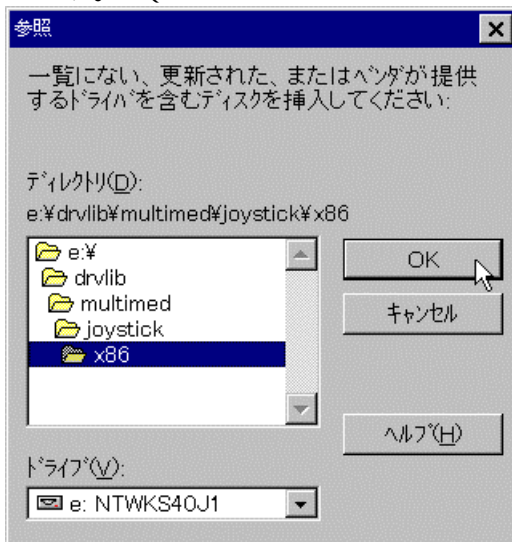 参照
一覧にない、更新された、またはﾍﾞﾝﾀﾞが提供
するﾄﾞﾗｲﾊﾞを含むﾃﾞｨｽｸを挿入してください:
ﾃﾞｨﾚｸﾄﾘ(D):
e:¥drvlib¥multimed¥joystick¥x86
e:¥
drvlib
multimed
joystick
x86
OK
ｷｬﾝｾﾙ
ﾍﾙﾌﾟ(H)
ﾄﾞﾗｲﾌﾞ(V):
e: NTWKS40J1